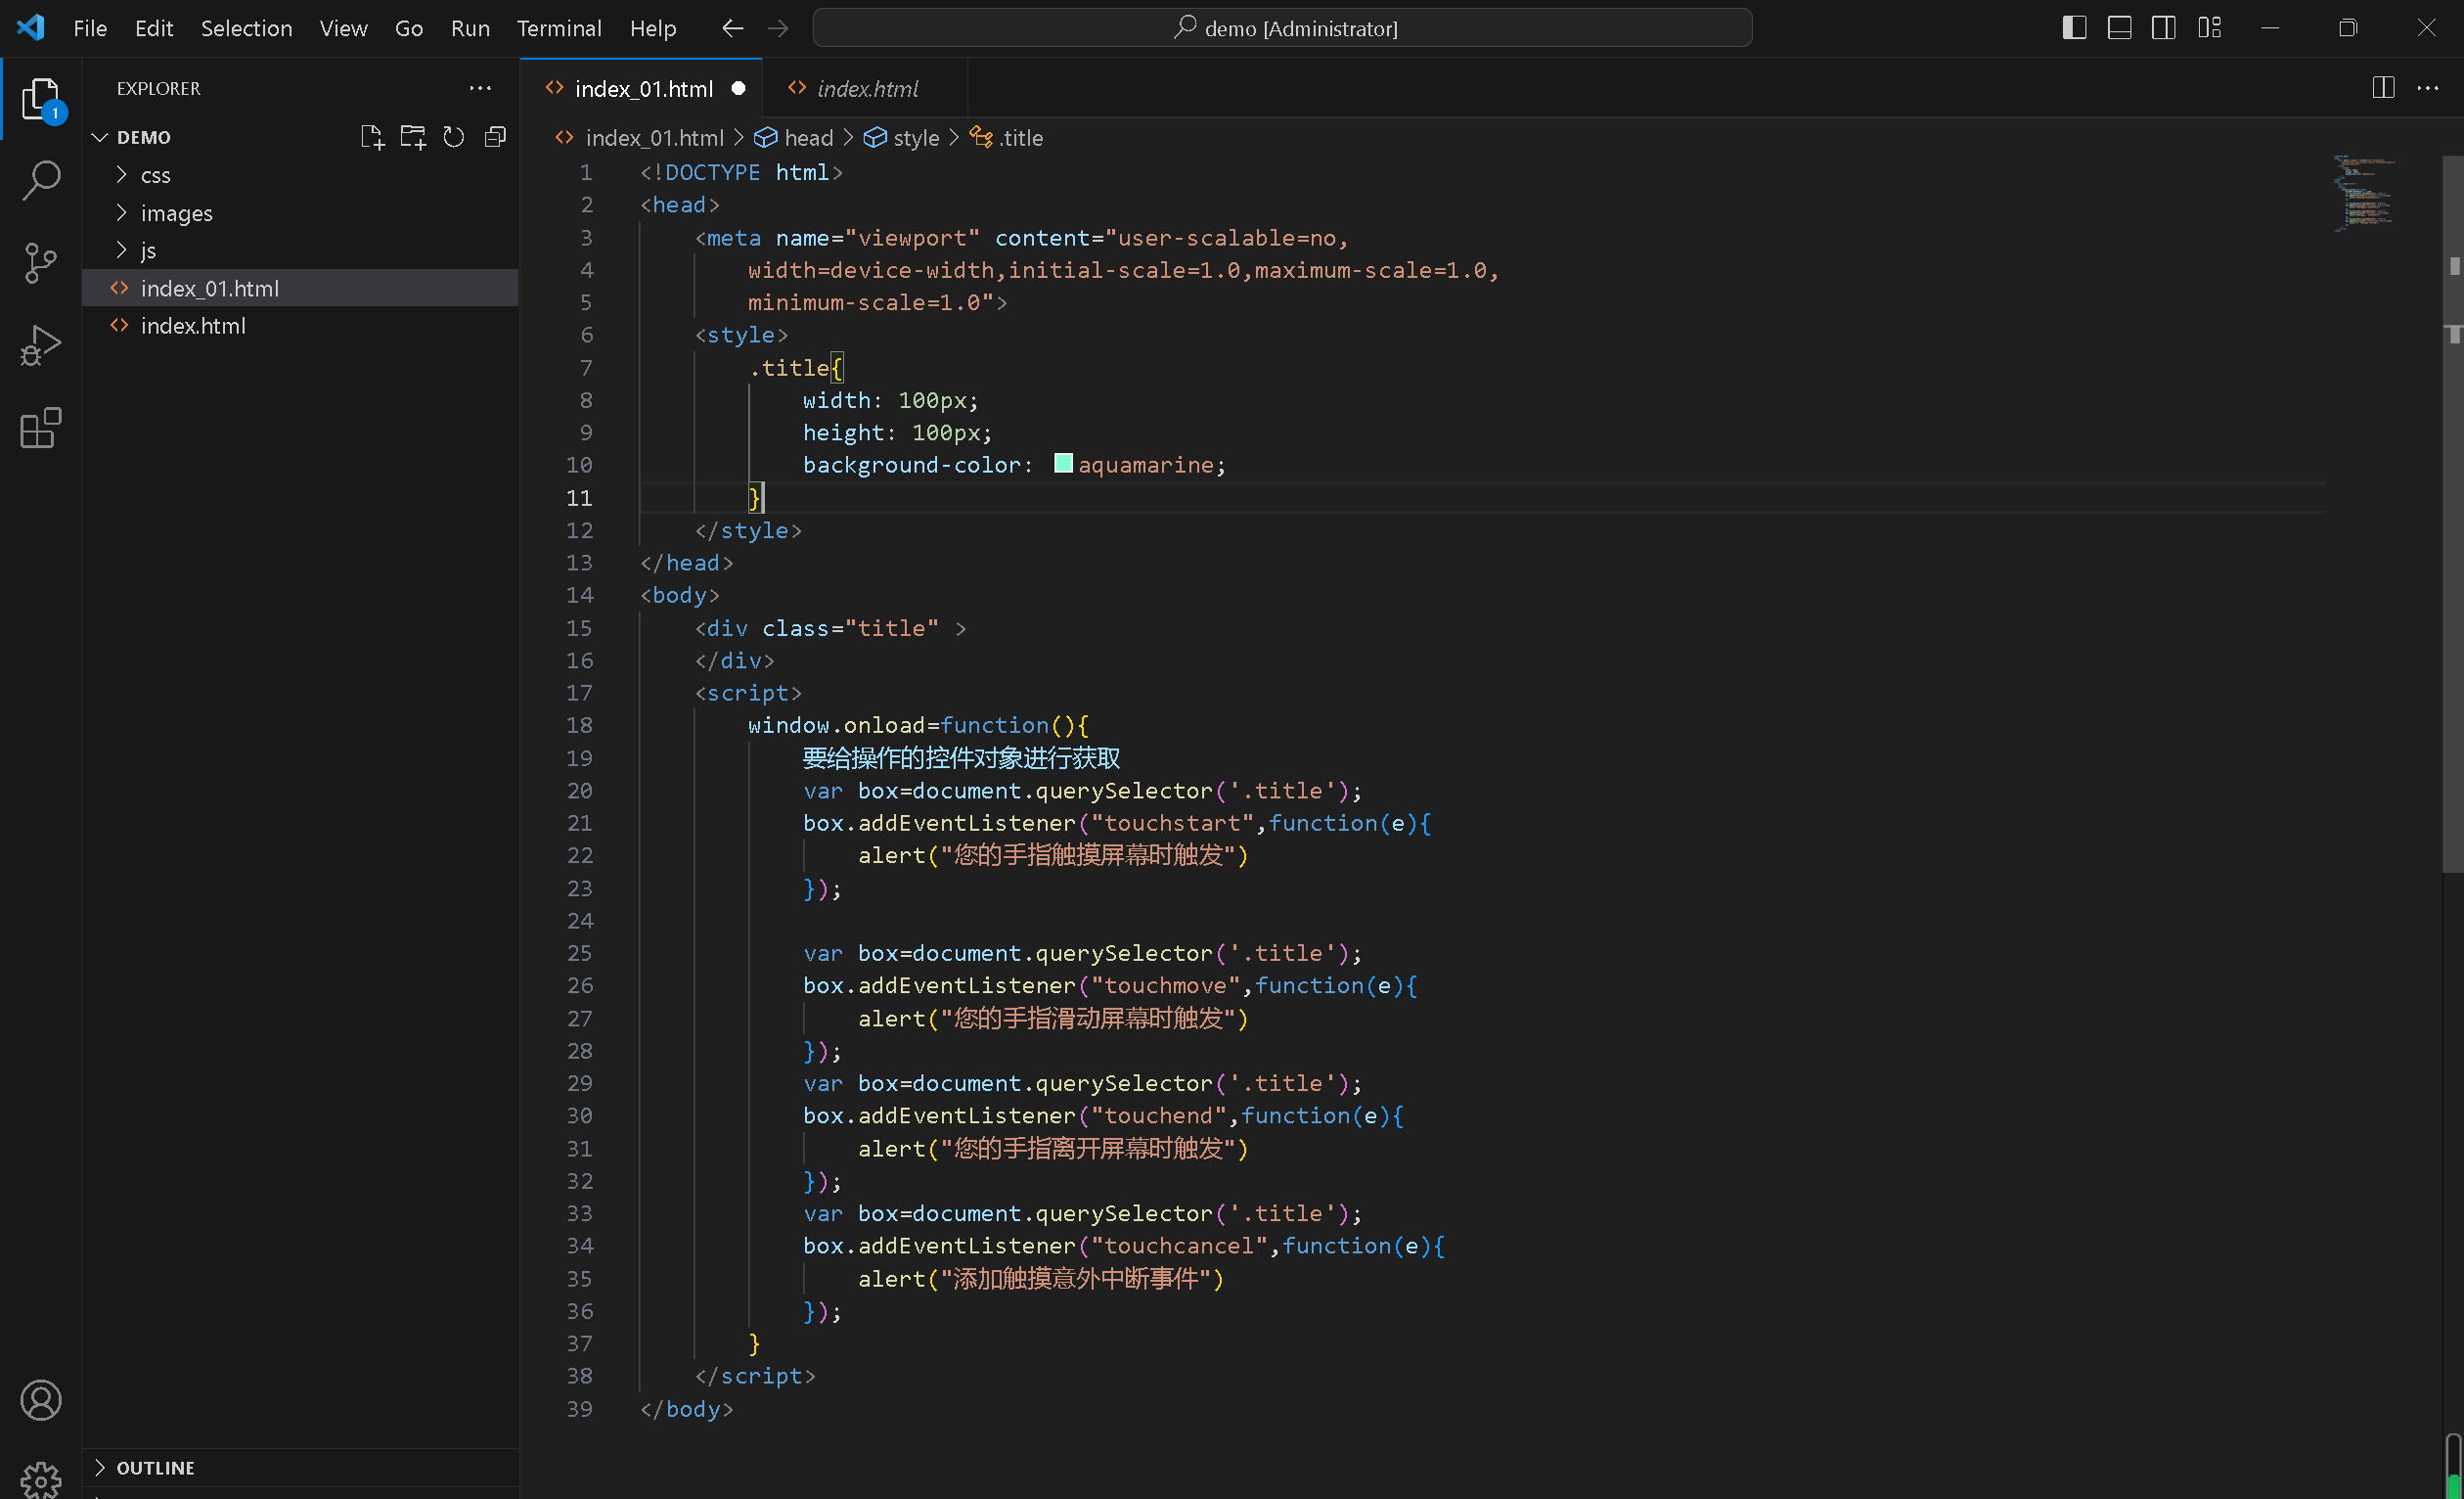 File Edit Selection View Go Run Terminal Help
demo [Administrator]
EXPLORER
1
DEMO
css
images
js
index_01.html
index.html
OUTLINE
index_01.html
index.html
index_01.html > head > style > .title
1 <!DOCTYPE html>
2 <head>
3 <meta name="viewport" content="user-scalable=no,
4 width=device-width,initial-scale=1.0,maximum-scale=1.0,
5 minimum-scale=1.0">
6 <style>
7 .title{
8 width: 100px;
9 height: 100px;
10 background-color: aquamarine;
11 }
12 </style>
13 </head>
14 <body>
15 <div class="title" >
16 </div>
17 <script>
18 window.onload=function(){
19 要给操作的控件对象进行获取
20 var box=document.querySelector('.title');
21 box.addEventListener("touchstart",function(e){
22 alert("您的手指触摸屏幕时触发")
23 });
24
25 var box=document.querySelector('.title');
26 box.addEventListener("touchmove",function(e){
27 alert("您的手指滑动屏幕时触发")
28 });
29 var box=document.querySelector('.title');
30 box.addEventListener("touchend",function(e){
31 alert("您的手指离开屏幕时触发")
32 });
33 var box=document.querySelector('.title');
34 box.addEventListener("touchcancel",function(e){
35 alert("添加触摸意外中断事件")
36 });
37 }
38 </script>
39 </body>